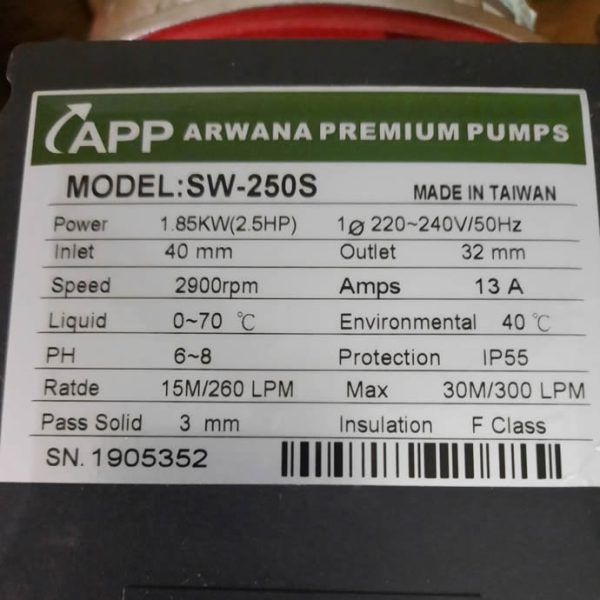 APP ARWANA PREMIUM PUMPS
MODEL:SW-250S MADE IN TAIWAN
Power 1.85KW(2.5HP) 1Ø 220~240V/50Hz
Inlet 40 mm Outlet 32 mm
Speed 2900rpm Amps 13 A
Liquid 0~70 ℃ Environmental 40 ℃
PH 6~8 Protection IP55
Ratde 15M/260 LPM Max 30M/300 LPM
Pass Solid 3 mm Insulation F Class
SN. 1905352